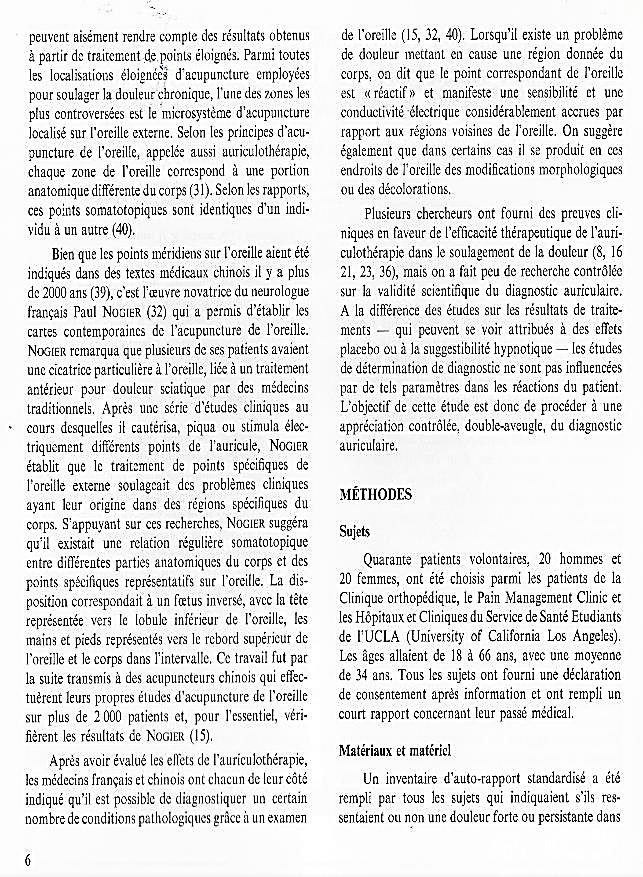 peuvent aisément rendre compte des résultats obtenus
à partir de traitement de points éloignés. Parmi toutes
les localisations éloignées d'acupuncture employées
pour soulager la douleur chronique, l'une des zones les
plus controversées est le microsystème d'acupuncture
localisé sur l'oreille externe. Selon les principes d'acu-
puncture de l'oreille, appelée aussi auriculothérapie,
chaque zone de l'oreille correspond à une portion
anatomique différente du corps (31). Selon les rapports,
ces points somatotopiques sont identiques d'un indi-
vidu à un autre (40).
Bien que les points méridiens sur l'oreille aient été
indiqués dans des textes médicaux chinois il y a plus
de 2000 ans (39), c'est l'œuvre novatrice du neurologue
français Paul NOGIER (32) qui a permis d'établir les
cartes contemporaines de l'acupuncture de l'oreille.
NOGIER remarqua que plusieurs de ses patients avaient
une cicatrice particulière à l'oreille, liée à un traitement
antérieur pour douleur sciatique par des médecins
traditionnels. Après une série d'études cliniques au
cours desquelles il cautérisa, piqua ou stimula élec-
triquement différents points de l'auricule, NOGIER
établit que le traitement de points spécifiques de
l'oreille externe soulageait des problèmes cliniques
ayant leur origine dans des régions spécifiques du
corps. S'appuyant sur ces recherches, NOGIER suggéra
qu'il existait une relation régulière somatotopique
entre différentes parties anatomiques du corps et des
points spécifiques représentatifs sur l'oreille. La dis-
position correspondait à un fœtus inversé, avec la tête
représentée vers le lobule inférieur de l'oreille, les
mains et pieds représentés vers le rebord supérieur de
l'oreille et le corps dans l'intervalle. Ce travail fut par
la suite transmis à des acupuncteurs chinois qui effec-
tuèrent leurs propres études d'acupuncture de l'oreille
sur plus de 2 000 patients et, pour l'essentiel, véri-
fièrent les résultats de NOGIER (15).
Après avoir évalué les effets de l'auriculothérapie,
les médecins français et chinois ont chacun de leur côté
indiqué qu'il est possible de diagnostiquer un certain
nombre de conditions pathologiques grâce à un examen
6
de l'oreille (15, 32, 40). Lorsqu'il existe un problème
de douleur mettant en cause une région donnée du
corps, on dit que le point correspondant de l'oreille
est « réactif » et manifeste une sensibilité et une
conductivité électrique considérablement accrues par
rapport aux régions voisines de l'oreille. On suggère
également que dans certains cas il se produit en ces
endroits de l'oreille des modifications morphologiques
ou des décolorations.
Plusieurs chercheurs ont fourni des preuves cli-
niques en faveur de l'efficacité thérapeutique de l'auri-
culothérapie dans le soulagement de la douleur (8, 16
21, 23, 36), mais on a fait peu de recherche contrôlée
sur la validité scientifique du diagnostic auriculaire.
A la différence des études sur les résultats de traite-
ments — qui peuvent se voir attribués à des effets
placebo ou à la suggestibilité hypnotique — les études
de détermination de diagnostic ne sont pas influencées
par de tels paramètres dans les réactions du patient.
L'objectif de cette étude est donc de procéder à une
appréciation contrôlée, double-aveugle, du diagnostic
auriculaire.
MÉTHODES
Sujets
Quarante patients volontaires, 20 hommes et
20 femmes, ont été choisis parmi les patients de la
Clinique orthopédique, le Pain Management Clinic et
les Hôpitaux et Cliniques du Service de Santé Etudiants
de l'UCLA (University of California Los Angeles).
Les âges allaient de 18 à 66 ans, avec une moyenne
de 34 ans. Tous les sujets ont fourni une déclaration
de consentement après information et ont rempli un
court rapport concernant leur passé médical.
Matériaux et matériel
Un inventaire d'auto-rapport standardisé a été
rempli par tous les sujets qui indiquaient s'ils res-
sentaient ou non une douleur forte ou persistante dans